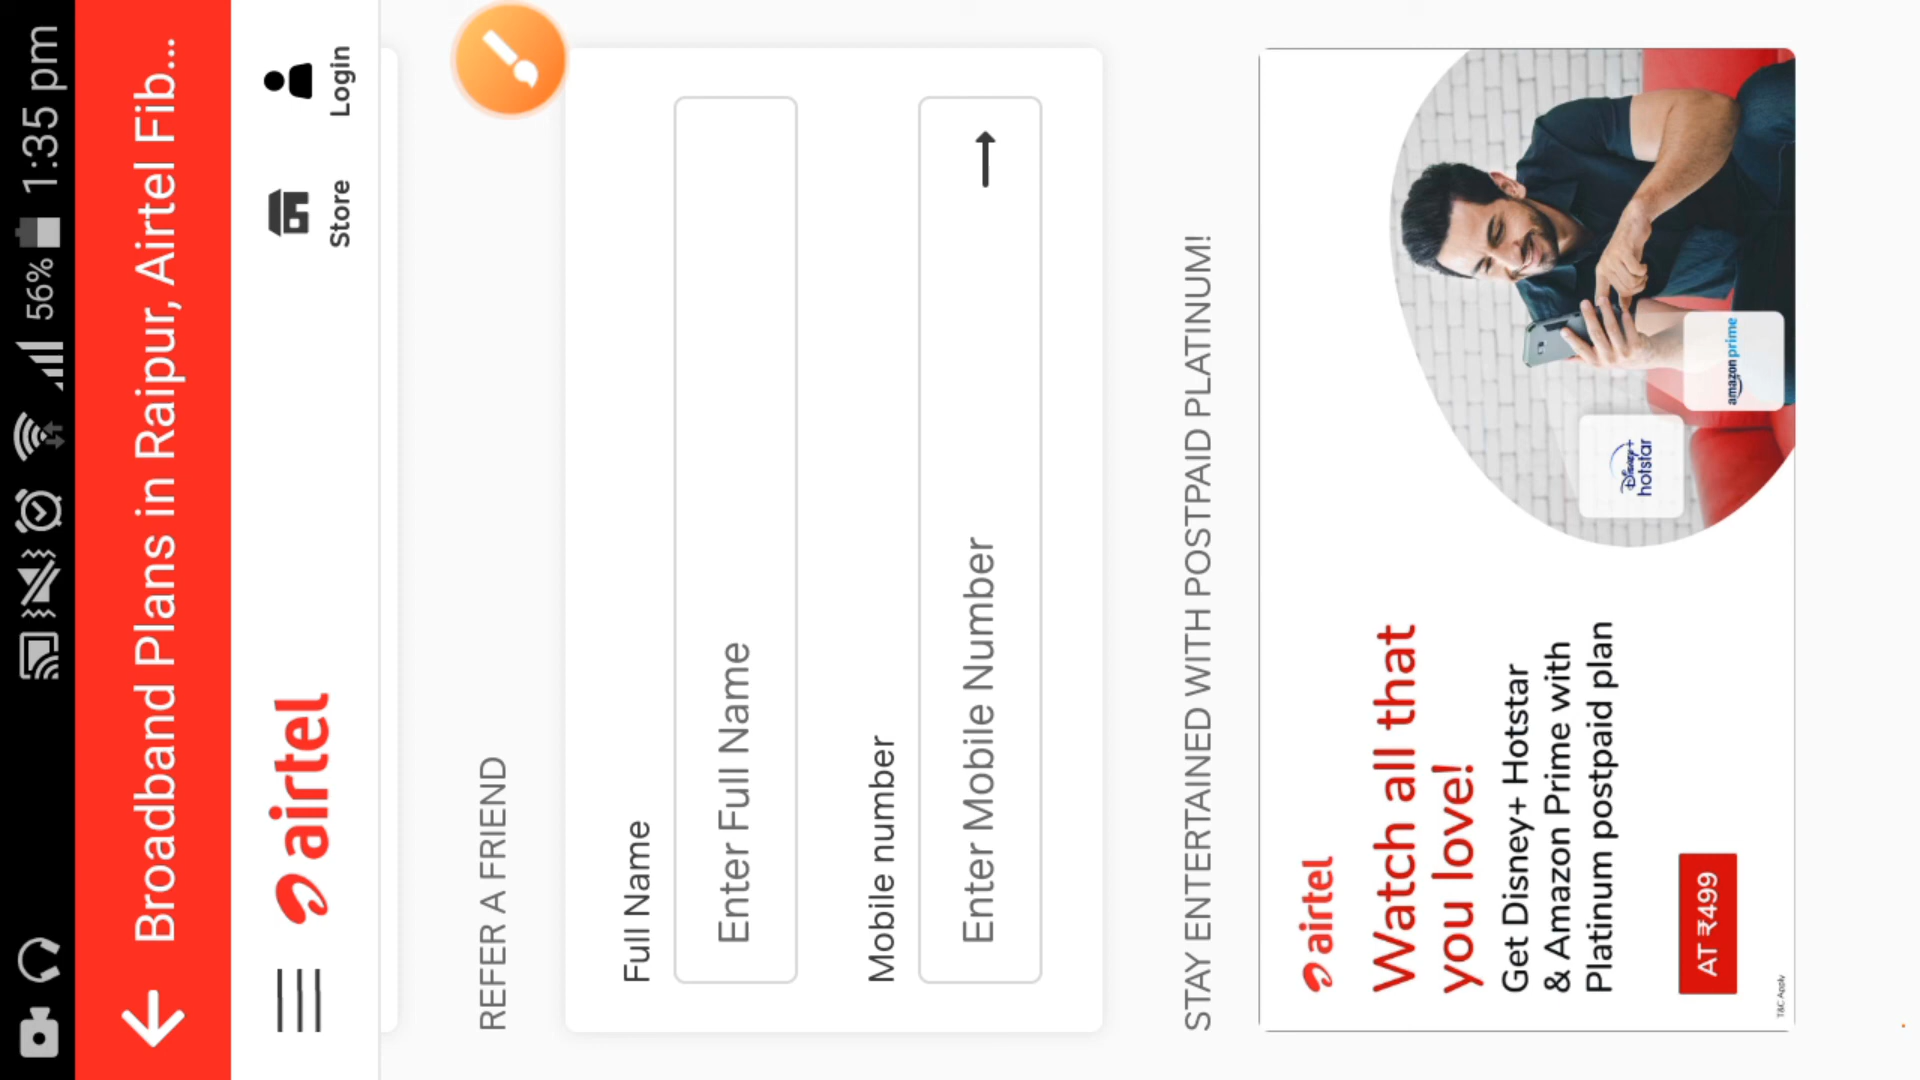 56% 1:35 pm
Broadband Plans in Raipur, Airtel Fib...
airtel
Store
Login
REFER A FRIEND
Full Name
Enter Full Name
Mobile number
Enter Mobile Number
STAY ENTERTAINED WITH POSTPAID PLATINUM!
airtel
Watch all that
you love!
Get Disney+ Hotstar
& Amazon Prime with
Platinum postpaid plan
AT ₹499
T&C Apply
Disney+
hotstar
amazon prime